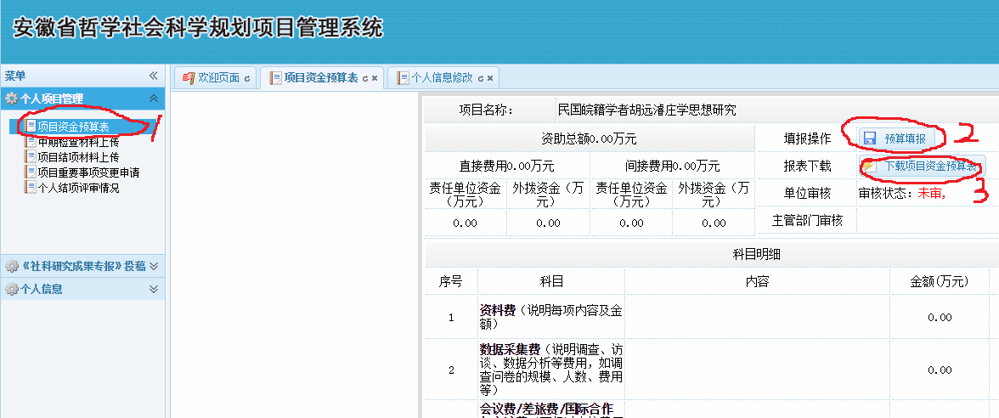 安徽省哲学社会科学规划项目管理系统
菜单
欢迎页面
项目资金预算表
个人信息修改
个人项目管理
项目资金预算表
1
中期检查材料上传
项目结项材料上传
项目重要事项变更申请
个人结项评审情况
《社科研究成果专报》投稿
个人信息
项目名称:
民国皖籍学者胡远濬庄学思想研究
资助总额0.00万元
填报操作
预算填报
2
直接费用0.00万元
间接费用0.00万元
报表下载
下载项目资金预算表
3
责任单位资金
(万元)
外拨资金(万
元)
责任单位资金
(万元)
外拨资金(万
元)
单位审核
审核状态:未审,
0.00
0.00
0.00
0.00
主管部门审核
科目明细
序号
科目
内容
金额(万元)
1
资料费(说明每项内容及金
额)
0.00
2
数据采集费(说明调查、访
谈、数据分析等费用,如调
查问卷的规模、人数、费用
等)
0.00
会议费/差旅费/国际合作